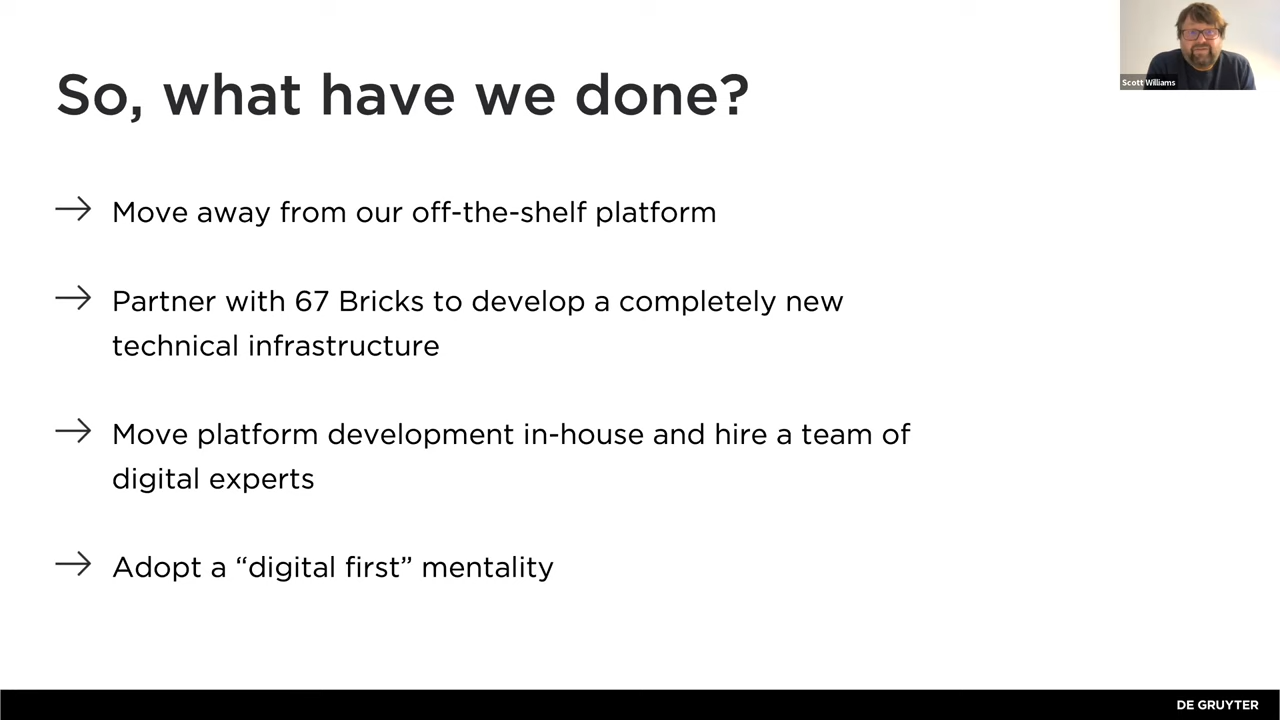 So, what have we done?
Scott Williams
→ Move away from our off-the-shelf platform
→ Partner with 67 Bricks to develop a completely new
technical infrastructure
→ Move platform development in-house and hire a team of
digital experts
→ Adopt a “digital first” mentality
DE GRUYTER